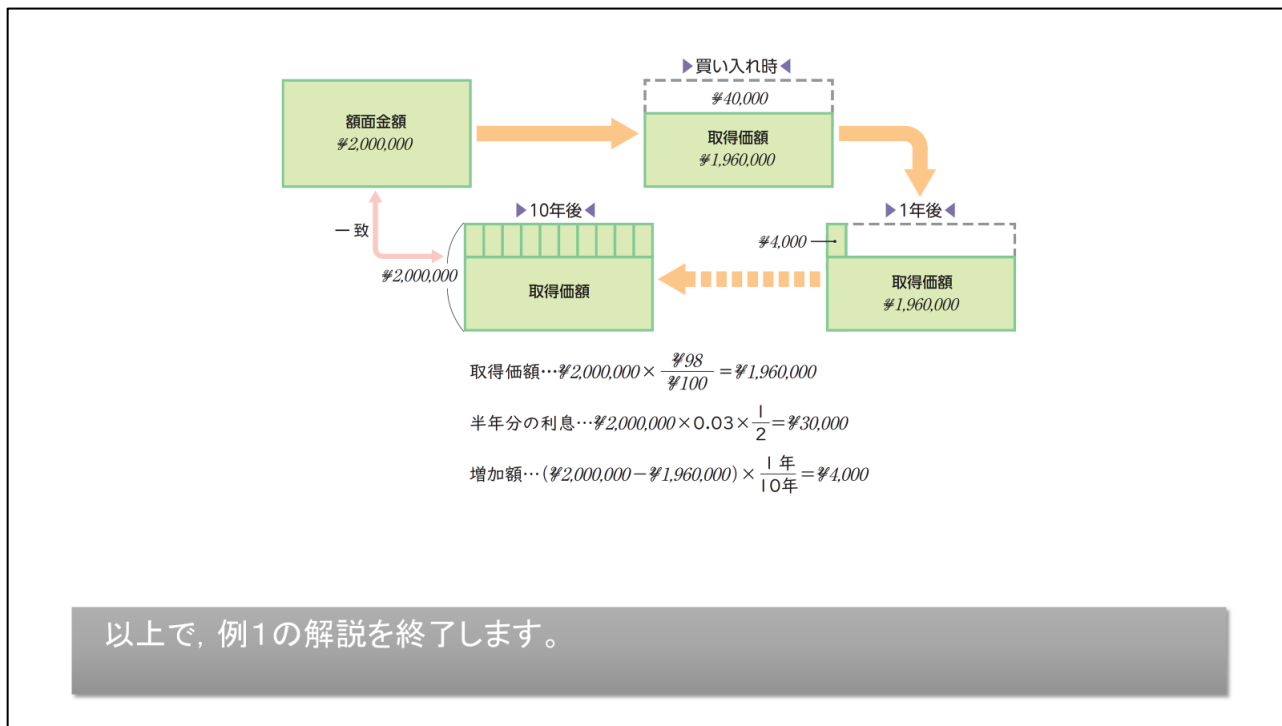 額面金額
¥2,000,000
▶買い入れ時◀
¥40,000
取得価額
¥1,960,000
▶1年後◀
¥4,000
取得価額
¥1,960,000
▶10年後◀
取得価額
¥2,000,000
一致
取得価額…¥2,000,000×¥98/¥100=¥1,960,000
半年分の利息…¥2,000,000×0.03×1/2=¥30,000
増加額…(¥2,000,000−¥1,960,000)×1年/10年=¥4,000
以上で，例1の解説を終了します。